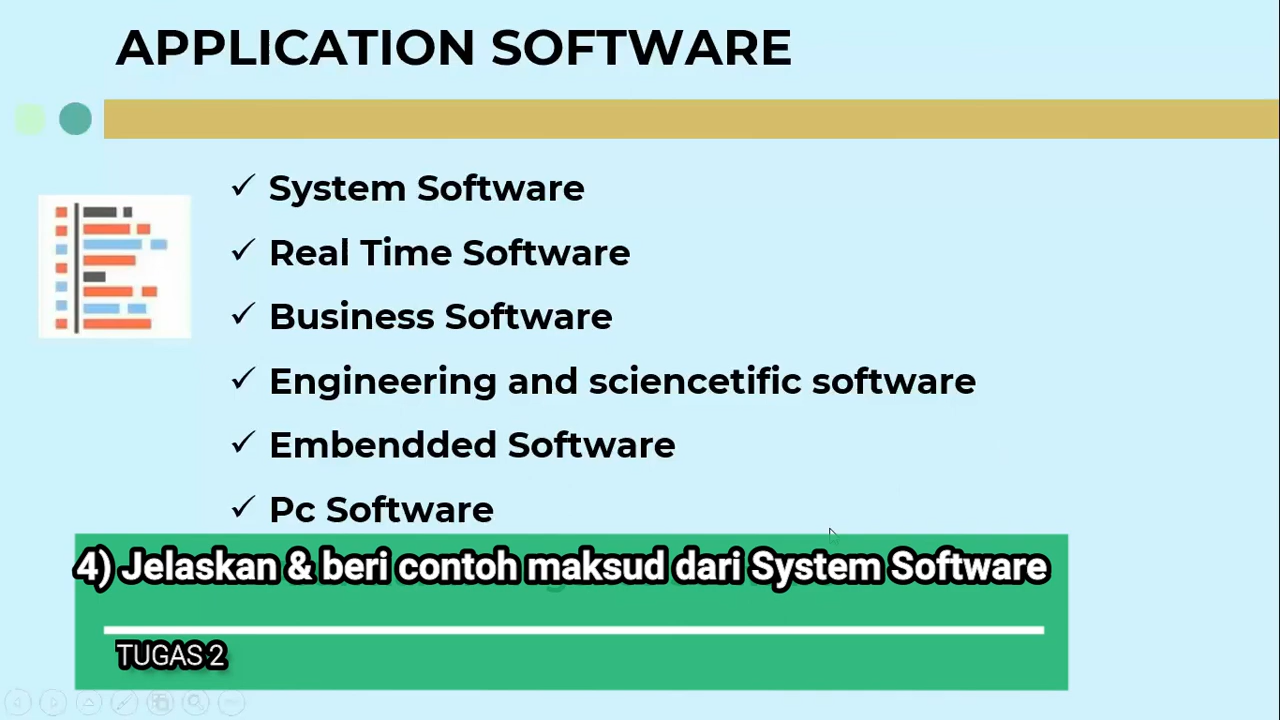 APPLICATION SOFTWARE
✓ System Software
✓ Real Time Software
✓ Business Software
✓ Engineering and sciencetific software
✓ Embendded Software
✓ Pc Software
4) Jelaskan & beri contoh maksud dari System Software
TUGAS 2